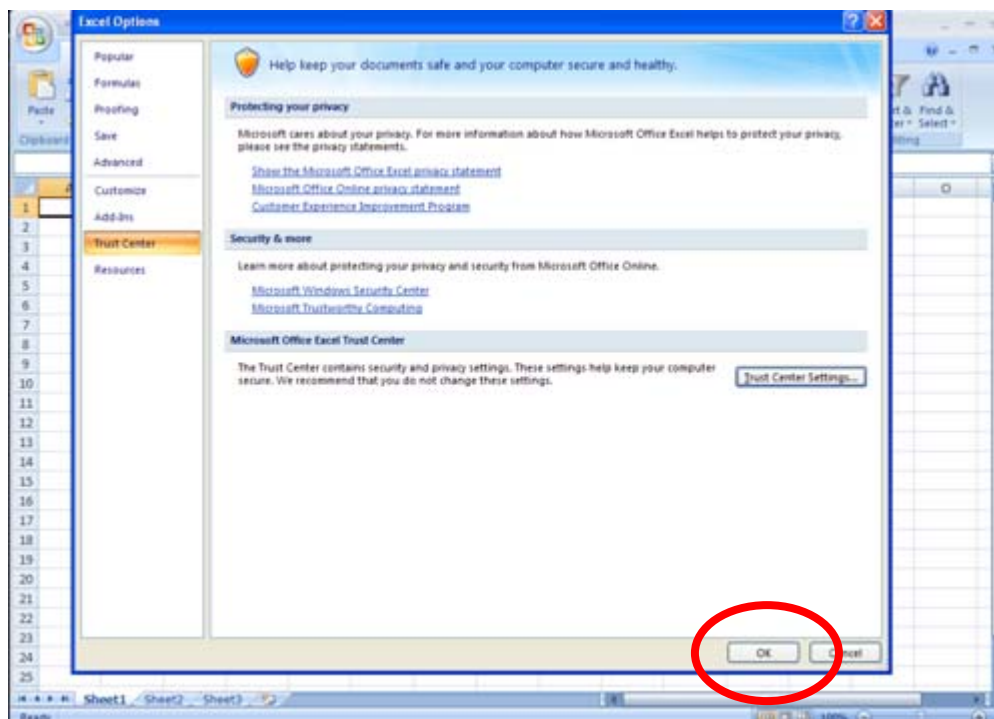 Excel Options
Popular
Formulas
Proofing
Save
Advanced
Customize
Add-Ins
Trust Center
Resources
Help keep your documents safe and your computer secure and healthy.
Protecting your privacy
Microsoft cares about your privacy. For more information about how Microsoft Office Excel helps to protect your privacy,
please see the privacy statements.
Show the Microsoft Office Excel privacy statement
Microsoft Office Online privacy statement
Customer Experience Improvement Program
Security & more
Learn more about protecting your privacy and security from Microsoft Office Online.
Microsoft Windows Security Center
Microsoft Trustworthy Computing
Microsoft Office Excel Trust Center
The Trust Center contains security and privacy settings. These settings help keep your computer
secure. We recommend that you do not change these settings.
Trust Center Settings...
OK
Cancel
Paste
Clipboard
Find &
Select
A
O
1
2
3
4
5
6
7
8
9
10
11
12
13
14
15
16
17
18
19
20
21
22
23
24
25
Sheet1 Sheet2 Sheet3
Ready
100%